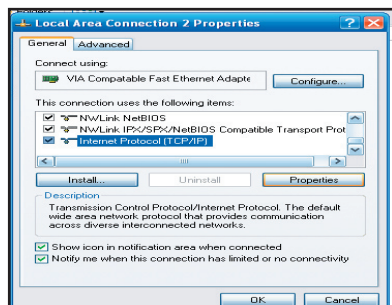 Local Area Connection 2 Properties
General Advanced
Connect using:
VIA Compatable Fast Ethernet Adapte Configure...
This connection uses the following items:
NWLink NetBIOS
NWLink IPX/SPX/NetBIOS Compatible Transport Prot
Internet Protocol (TCP/IP)
Install... Uninstall Properties
Description
Transmission Control Protocol/Internet Protocol. The default
wide area network protocol that provides communication
across diverse interconnected networks.
Show icon in notification area when connected
Notify me when this connection has limited or no connectivity
OK Cancel